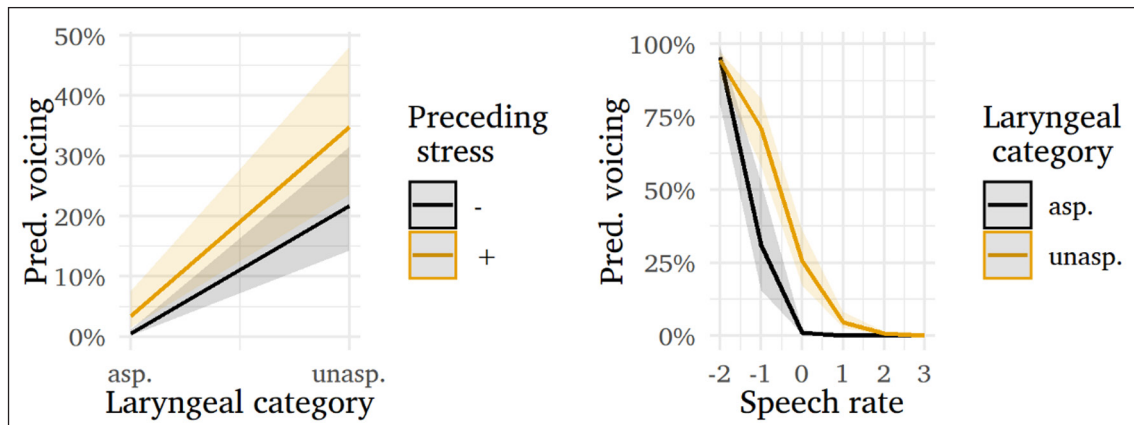 50%
40%
30%
20%
10%
0%
Pred. voicing
asp.
unasp.
Laryngeal category
Preceding
stress
-
+
100%
75%
50%
25%
0%
Pred. voicing
-2 -1 0 1 2 3
Speech rate
Laryngeal
category
asp.
unasp.